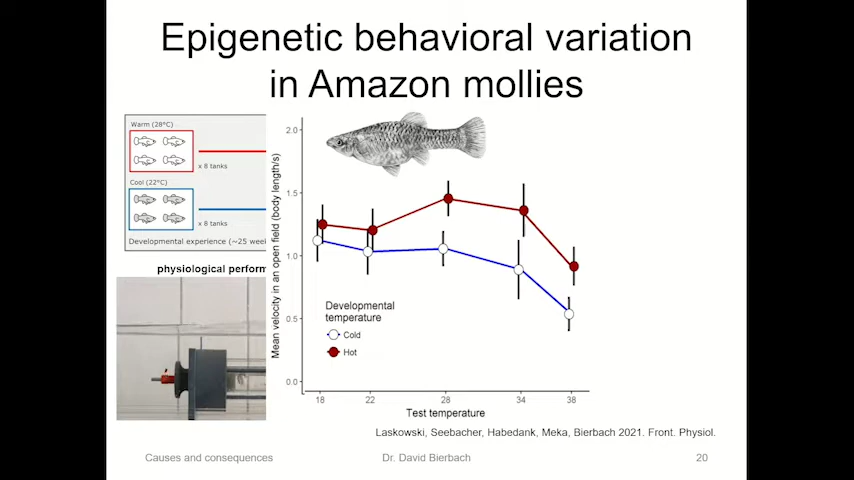 Epigenetic behavioral variation
in Amazon mollies
Warm (28°C)
x 8 tanks
Cool (22°C)
x 8 tanks
Developmental experience (~25 week
physiological perform
Mean velocity in an open field (body length/s)
2.0
1.5
1.0
0.5
0.0
Developmental
temperature
Cold
Hot
18 22 28 34 38
Test temperature
Laskowski, Seebacher, Habedank, Meka, Bierbach 2021. Front. Physiol.
Causes and consequences Dr. David Bierbach 20